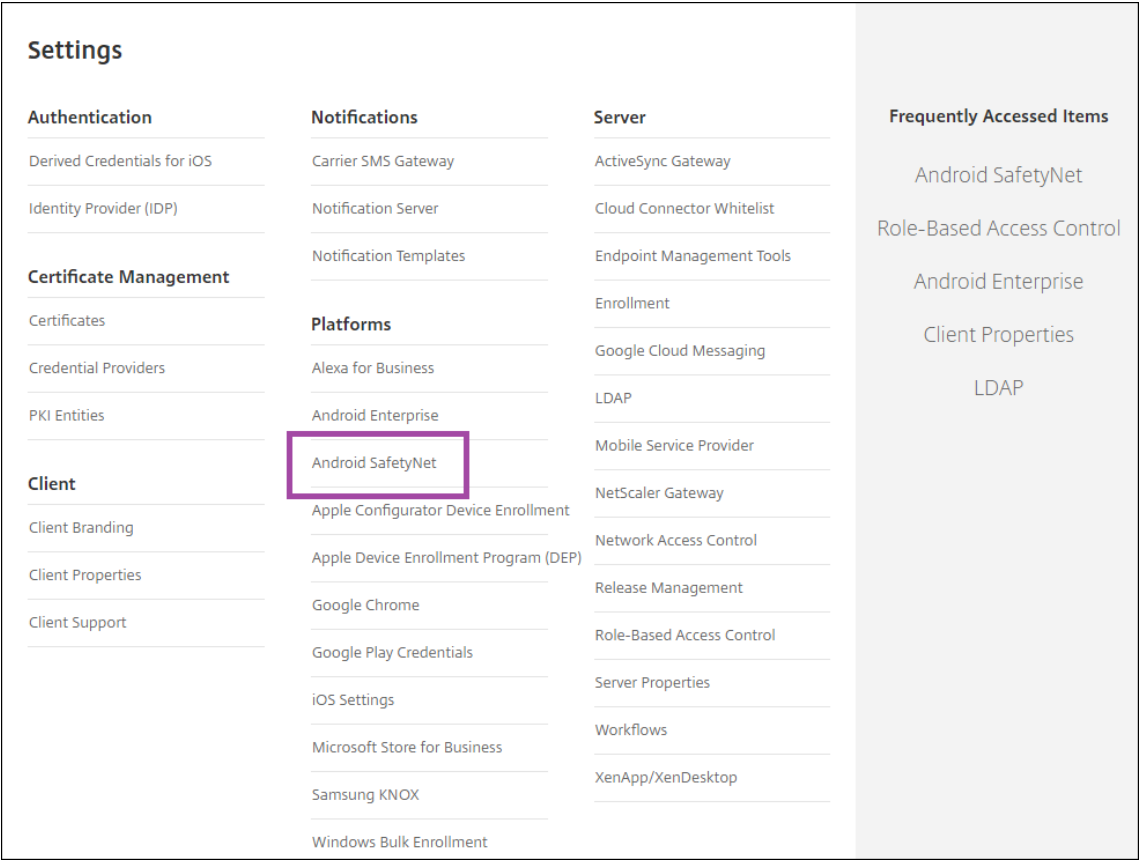 Settings
Authentication
Derived Credentials for iOS
Identity Provider (IDP)
Certificate Management
Certificates
Credential Providers
PKI Entities
Client
Client Branding
Client Properties
Client Support
Notifications
Carrier SMS Gateway
Notification Server
Notification Templates
Platforms
Alexa for Business
Android Enterprise
Android SafetyNet
Apple Configurator Device Enrollment
Apple Device Enrollment Program (DEP)
Google Chrome
Google Play Credentials
iOS Settings
Microsoft Store for Business
Samsung KNOX
Windows Bulk Enrollment
Server
ActiveSync Gateway
Cloud Connector Whitelist
Endpoint Management Tools
Enrollment
Google Cloud Messaging
LDAP
Mobile Service Provider
NetScaler Gateway
Network Access Control
Release Management
Role-Based Access Control
Server Properties
Workflows
XenApp/XenDesktop
Frequently Accessed Items
Android SafetyNet
Role-Based Access Control
Android Enterprise
Client Properties
LDAP